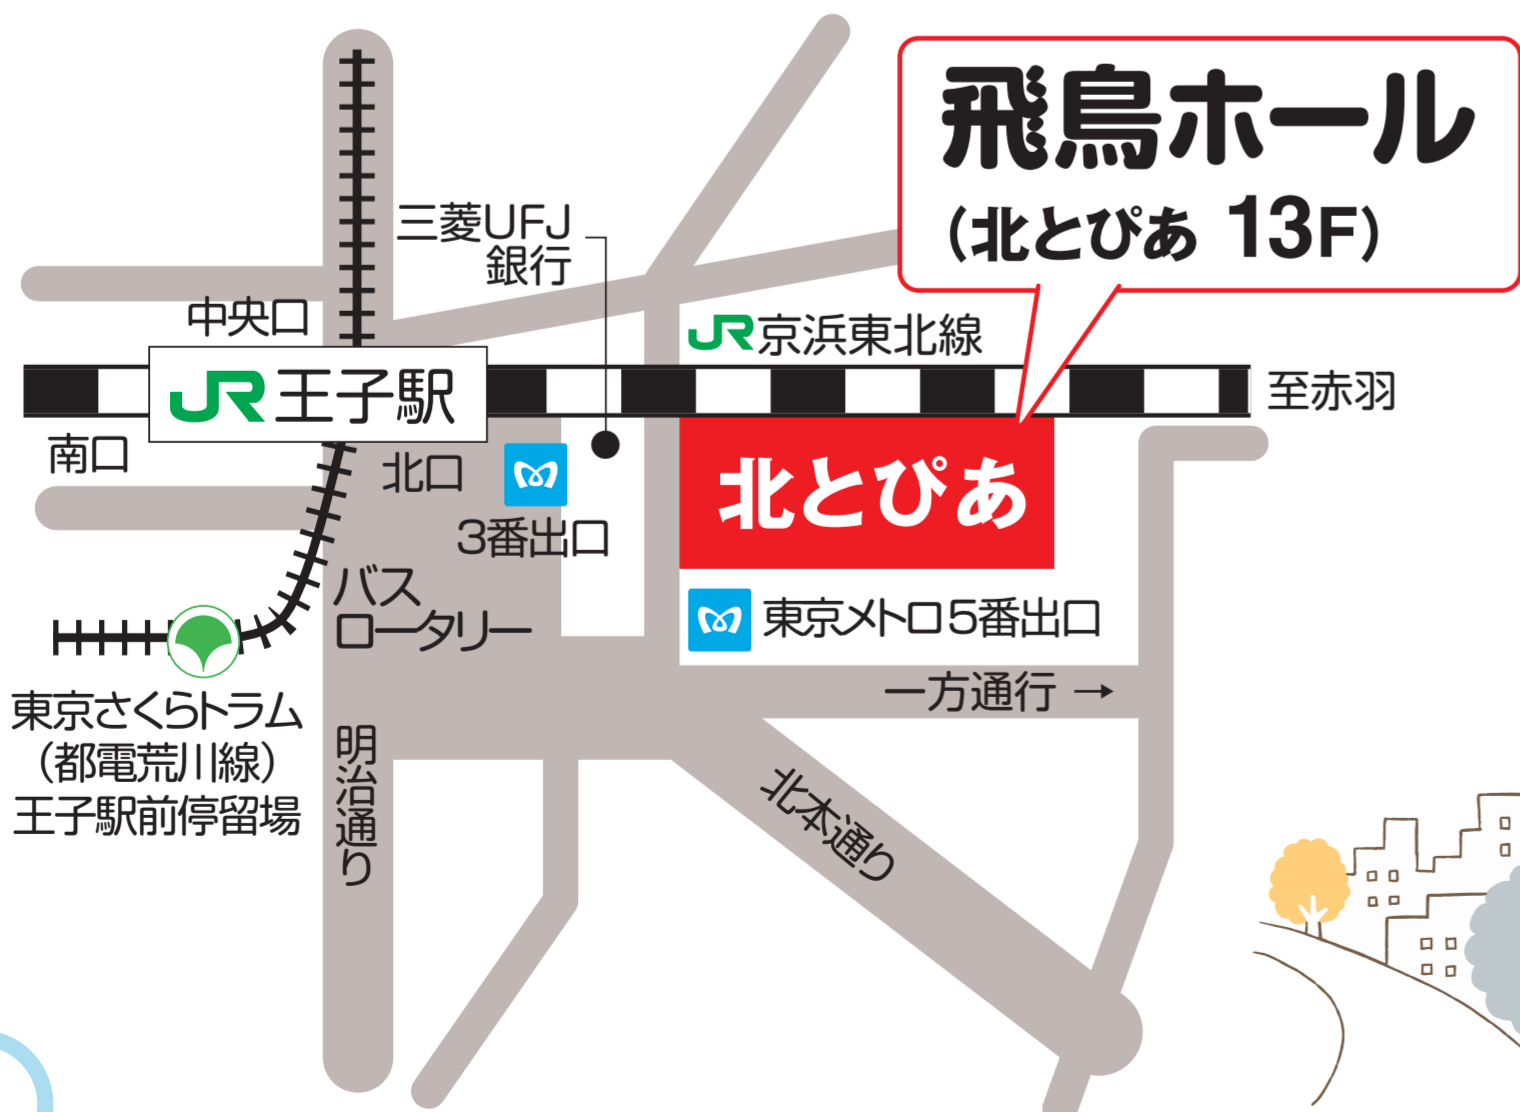 飛鳥ホール
(北とぴあ 13F)
三菱UFJ
銀行
中央口
JR京浜東北線
JR王子駅
至赤羽
南口
北口
北とぴあ
3番出口
バス
ロータリー
東京メトロ5番出口
一方通行 →
東京さくらトラム
（都電荒川線）
王子駅前停留場
明治通り
北本通り